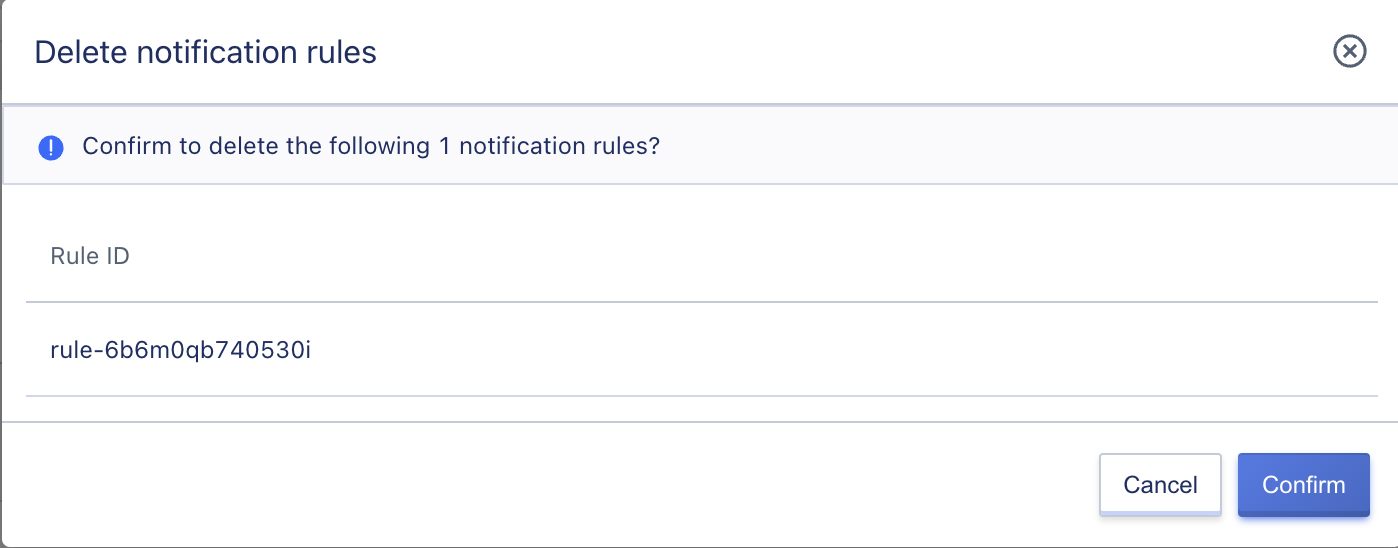 Delete notification rules
Confirm to delete the following 1 notification rules?
Rule ID
rule-6b6m0qb740530i
Cancel
Confirm